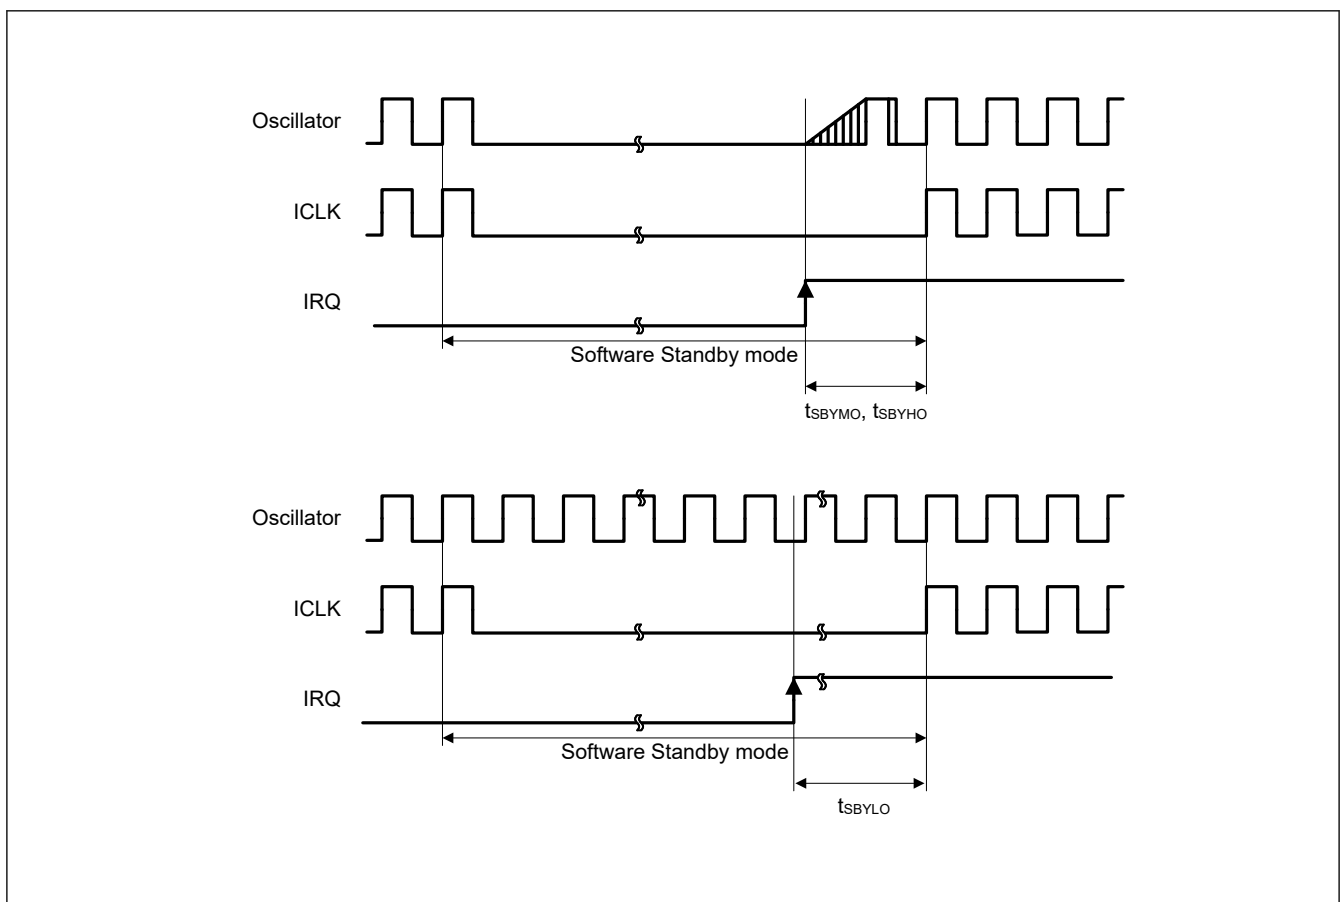 Oscillator
ICLK
IRQ
Software Standby mode
tSBYMO, tSBYHO
Oscillator
ICLK
IRQ
Software Standby mode
tSBYLO